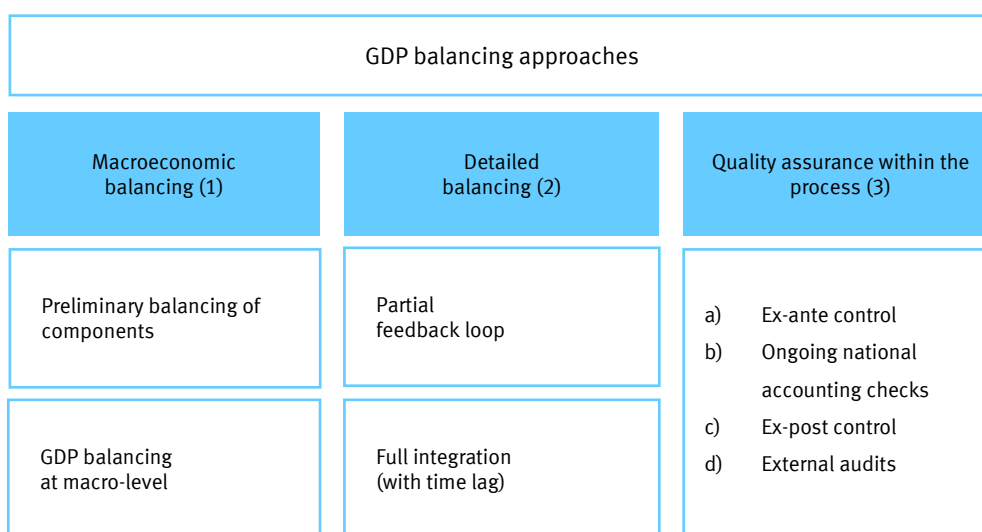 GDP balancing approaches
Macroeconomic
balancing (1)
Detailed
balancing (2)
Quality assurance within the
process (3)
Preliminary balancing of
components
Partial
feedback loop
a) Ex-ante control
b) Ongoing national
accounting checks
c) Ex-post control
d) External audits
GDP balancing
at macro-level
Full integration
(with time lag)